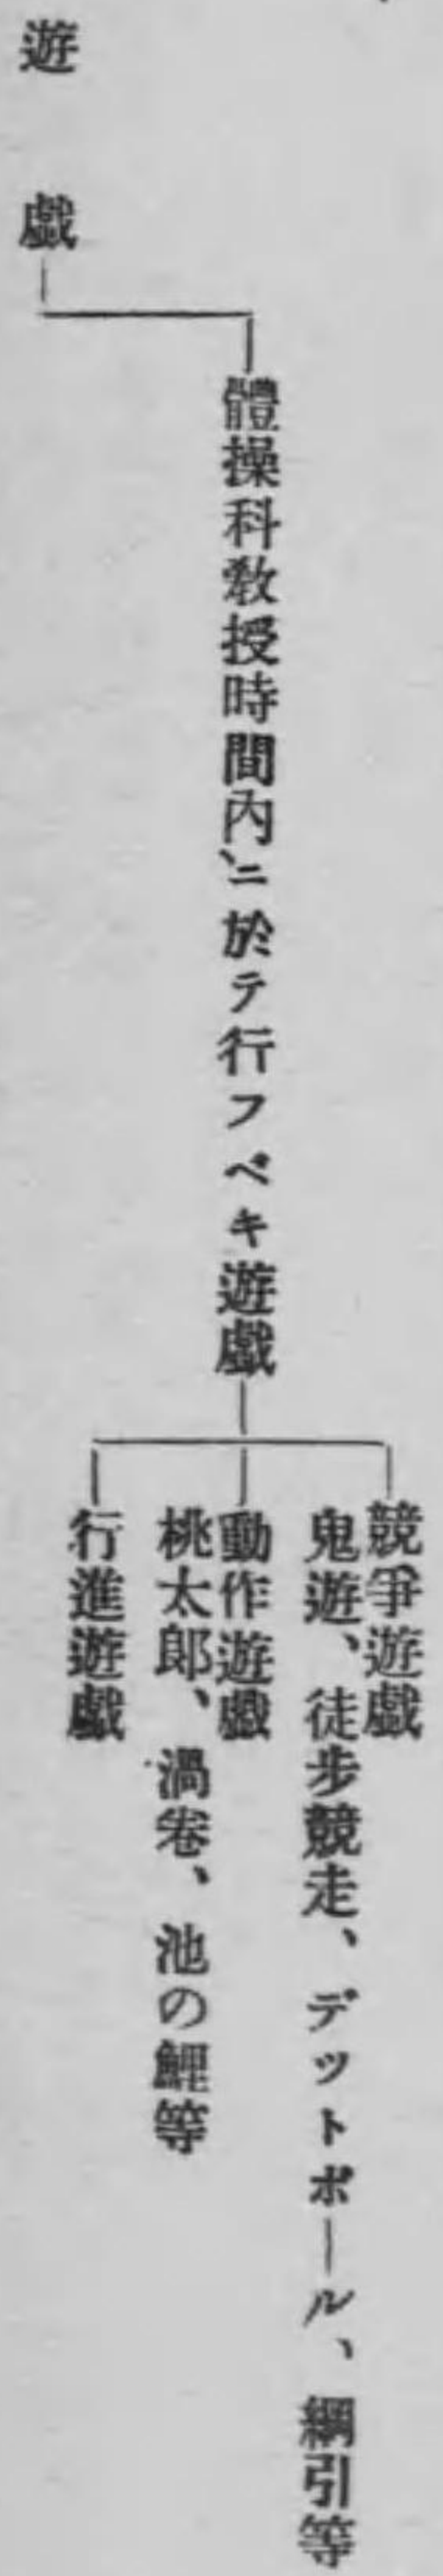 競爭遊戲
鬼遊、徒步競走、デットボール、綱引等
動作遊戲
桃太郎、渦卷、池の鯉等
體操科敎授時間內ニ於テ行フベキ遊戲
行進遊戲
遊戲